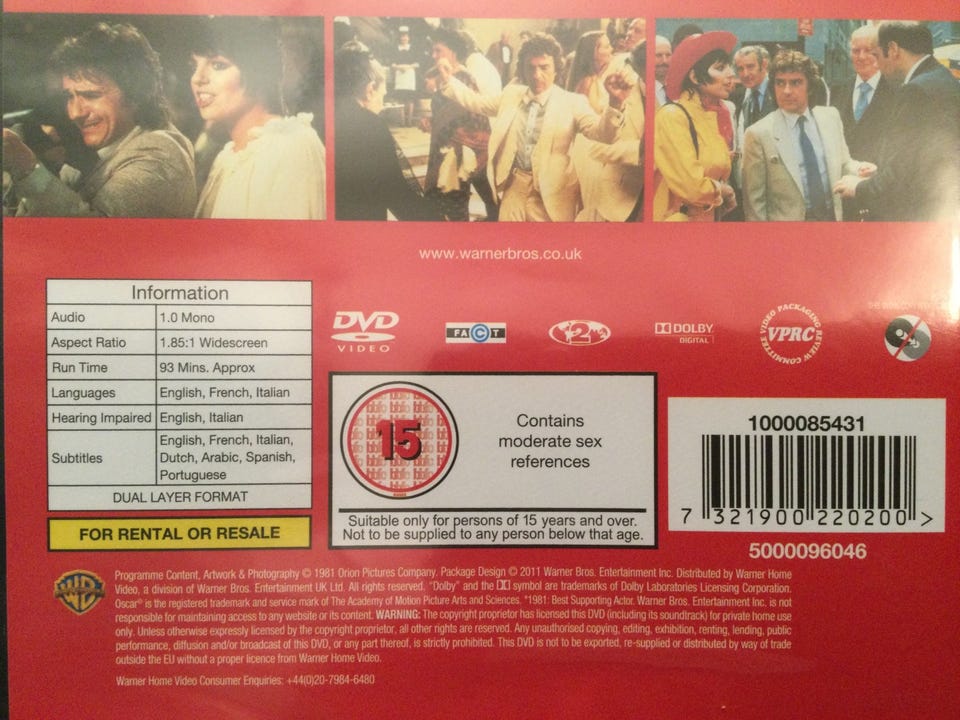 www.warnerbros.co.uk
Information
Audio 1.0 Mono
Aspect Ratio 1.85:1 Widescreen
Run Time 93 Mins. Approx
Languages English, French, Italian
Hearing Impaired English, Italian
Subtitles English, French, Italian,
Dutch, Arabic, Spanish,
Portuguese
DUAL LAYER FORMAT
FOR RENTAL OR RESALE
DVD
VIDEO
FACT
2
DOLBY
DIGITAL
VIDEO PACKAGING
VPRC
REVIEW COMMITTEE
15
Contains
moderate sex
references
Suitable only for persons of 15 years and over.
Not to be supplied to any person below that age.
1000085431
7 321900 220200 >
5000096046
WB
Programme Content, Artwork & Photography © 1981 Orion Pictures Company. Package Design © 2011 Warner Bros. Entertainment Inc. Distributed by Warner Home
Video, a division of Warner Bros. Entertainment UK Ltd. All rights reserved. "Dolby" and the symbol are trademarks of Dolby Laboratories Licensing Corporation.
Oscar® is the registered trademark and service mark of The Academy of Motion Picture Arts and Sciences. *1981: Best Supporting Actor. Warner Bros. Entertainment Inc. is not
responsible for maintaining access to any website or its content. WARNING: The copyright proprietor has licensed this DVD (including its soundtrack) for private home use
only. Unless otherwise expressly licensed by the copyright proprietor, all other rights are reserved. Any unauthorised copying, editing, exhibition, renting, lending, public
performance, diffusion and/or broadcast of this DVD, or any part thereof, is strictly prohibited. This DVD is not to be exported, re-supplied or distributed by way of trade
outside the EU without a proper licence from Warner Home Video.
Warner Home Video Consumer Enquiries: +44(0)20-7984-6480